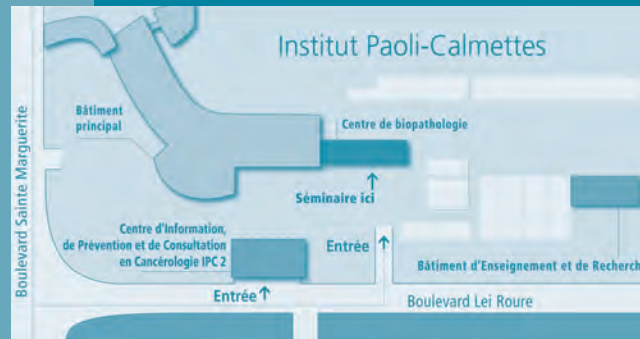 Institut Paoli-Calmettes
Boulevard Sainte Marguerite
Bâtiment
principal
Centre de biopathologie
Séminaire ici
Centre d'Information,
de Prévention et de Consultation
en Cancérologie IPC 2
Entrée
Bâtiment d'Enseignement et de Recherch
Entrée
Boulevard Lei Roure